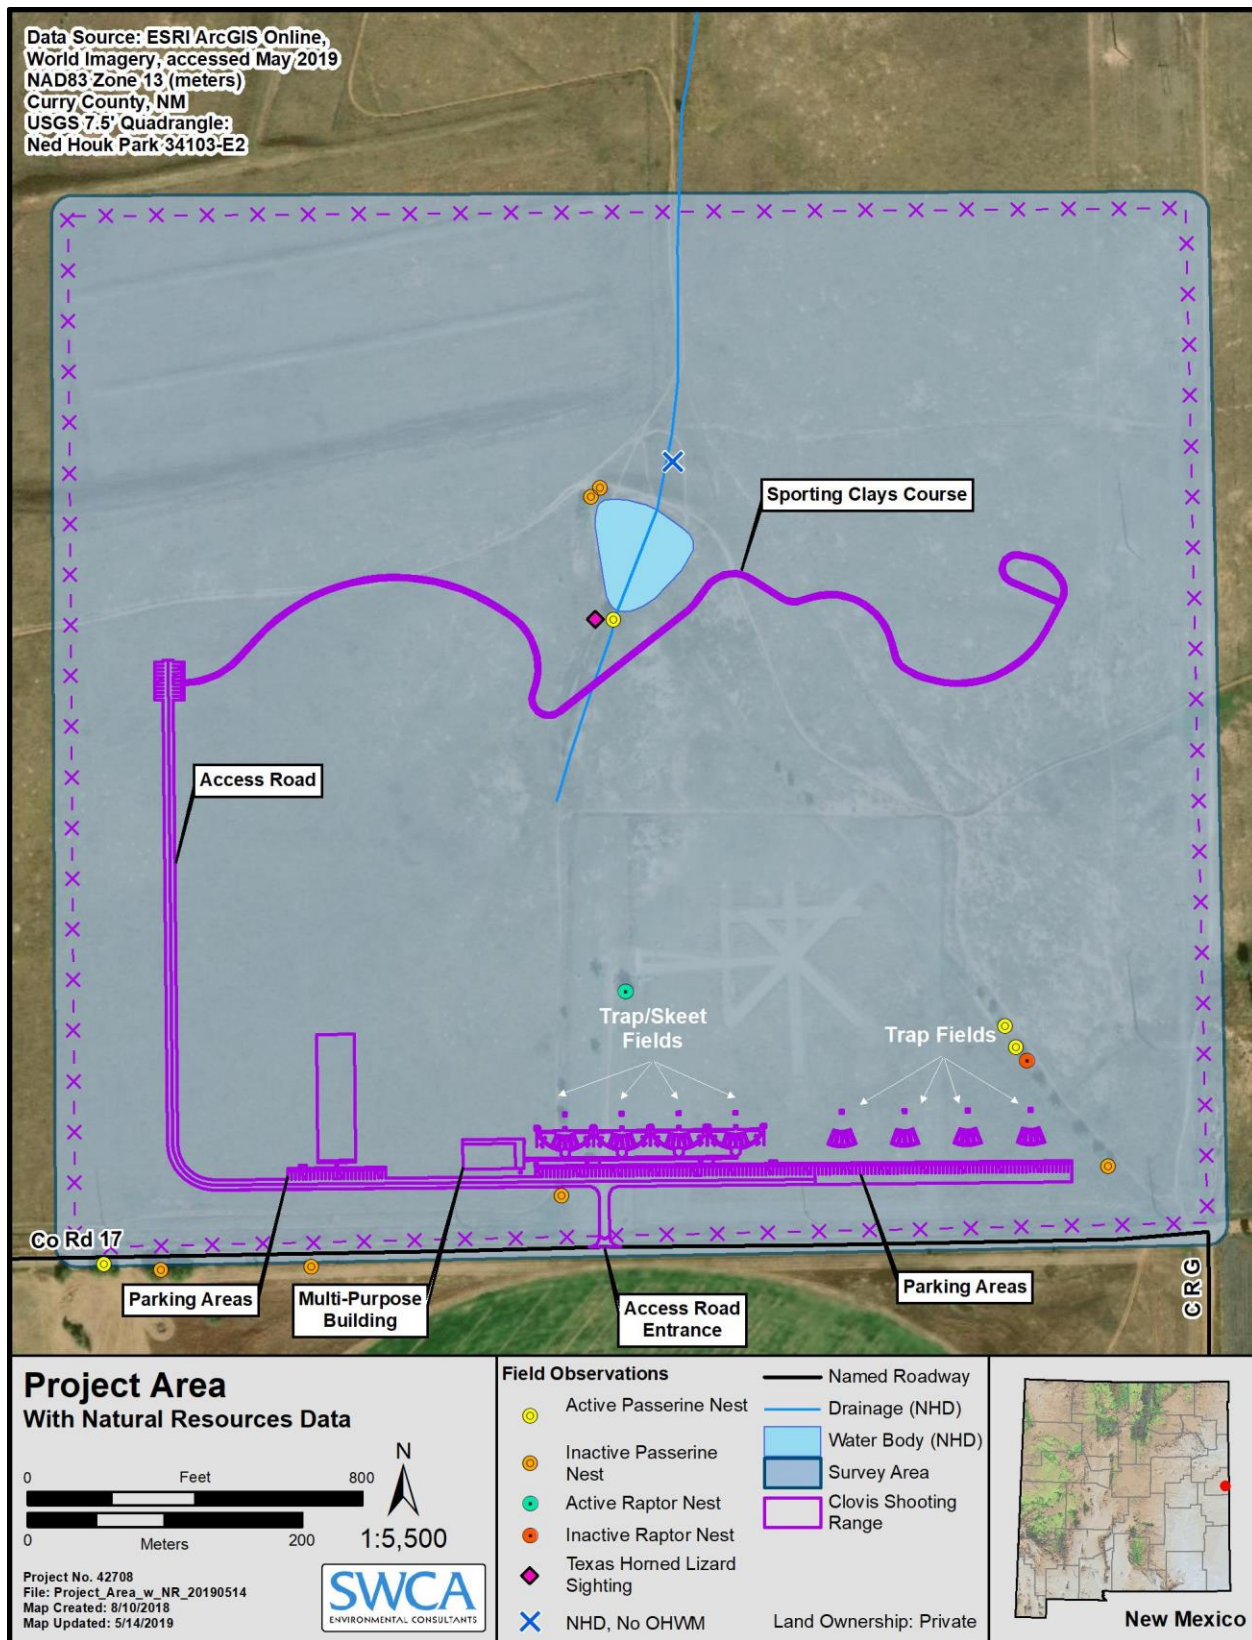 Data Source: ESRI ArcGIS Online,
World Imagery, accessed May 2019
NAD83 Zone 13 (meters)
Curry County, NM
USGS 7.5' Quadrangle:
Ned Houk Park 34103-E2
Sporting Clays Course
Access Road
Trap/Skeet
Fields
Trap Fields
Co Rd 17
C R G
Parking Areas
Multi-Purpose
Building
Access Road
Entrance
Parking Areas
Project Area
With Natural Resources Data
0 Feet 800
0 Meters 200
N
1:5,500
Project No. 42708
File: Project_Area_w_NR_20190514
Map Created: 8/10/2018
Map Updated: 5/14/2019
SWCA
ENVIRONMENTAL CONSULTANTS
Field Observations
Active Passerine Nest
Inactive Passerine
Nest
Active Raptor Nest
Inactive Raptor Nest
Texas Horned Lizard
Sighting
NHD, No OHWM
Named Roadway
Drainage (NHD)
Water Body (NHD)
Survey Area
Clovis Shooting
Range
Land Ownership: Private
New Mexico